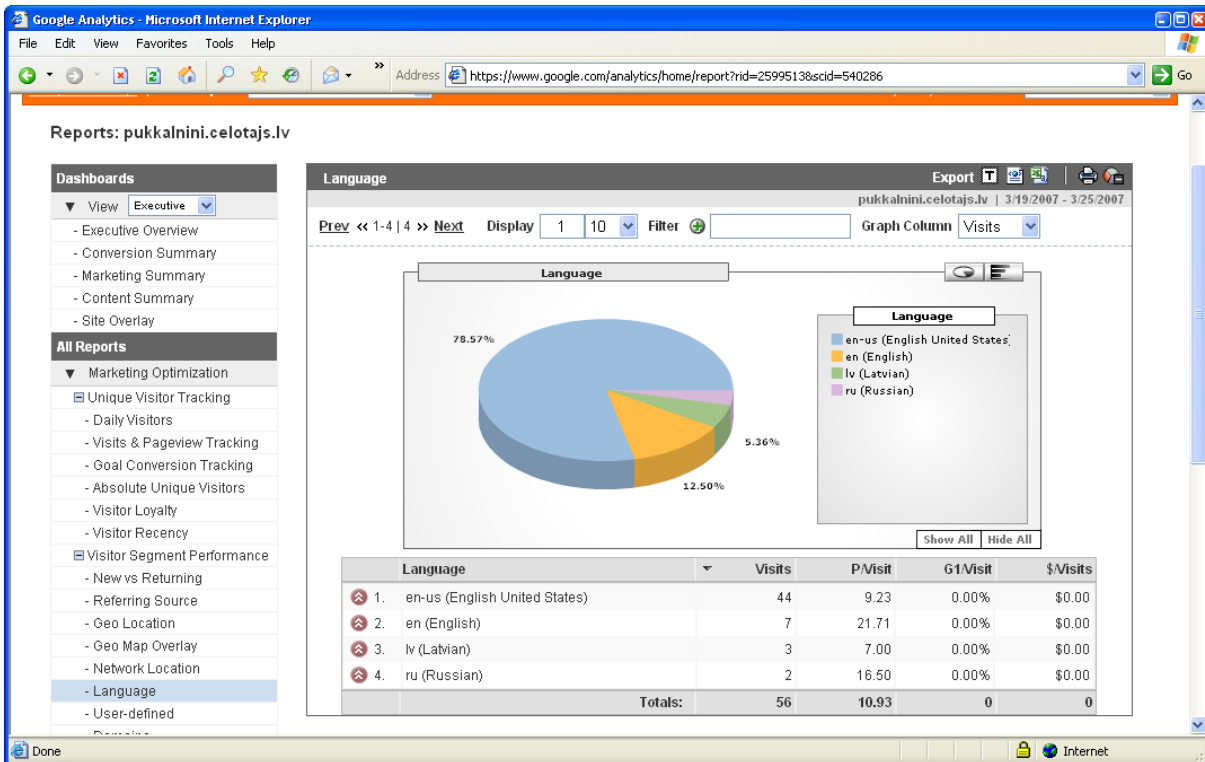 Google Analytics - Microsoft Internet Explorer
File Edit View Favorites Tools Help
» Address https://www.google.com/analytics/home/report?rid=2599513&scid=540286 Go
Reports: pukkalnini.celotajs.lv
Dashboards
▼ View Executive
- Executive Overview
- Conversion Summary
- Marketing Summary
- Content Summary
- Site Overlay
All Reports
▼ Marketing Optimization
Unique Visitor Tracking
- Daily Visitors
- Visits & Pageview Tracking
- Goal Conversion Tracking
- Absolute Unique Visitors
- Visitor Loyalty
- Visitor Recency
Visitor Segment Performance
- New vs Returning
- Referring Source
- Geo Location
- Geo Map Overlay
- Network Location
- Language
- User-defined
Language Export T
pukkalnini.celotajs.lv | 3/19/2007 - 3/25/2007
Prev « 1-4 | 4 » Next Display 1 10 Filter Graph Column Visits
Language
78.57%
5.36%
12.50%
Language
en-us (English United States)
en (English)
lv (Latvian)
ru (Russian)
Show All Hide All
Language Visits P/Visit G1/Visit $/Visits
1. en-us (English United States) 44 9.23 0.00% $0.00
2. en (English) 7 21.71 0.00% $0.00
3. lv (Latvian) 3 7.00 0.00% $0.00
4. ru (Russian) 2 16.50 0.00% $0.00
Totals: 56 10.93 0 0
Done Internet